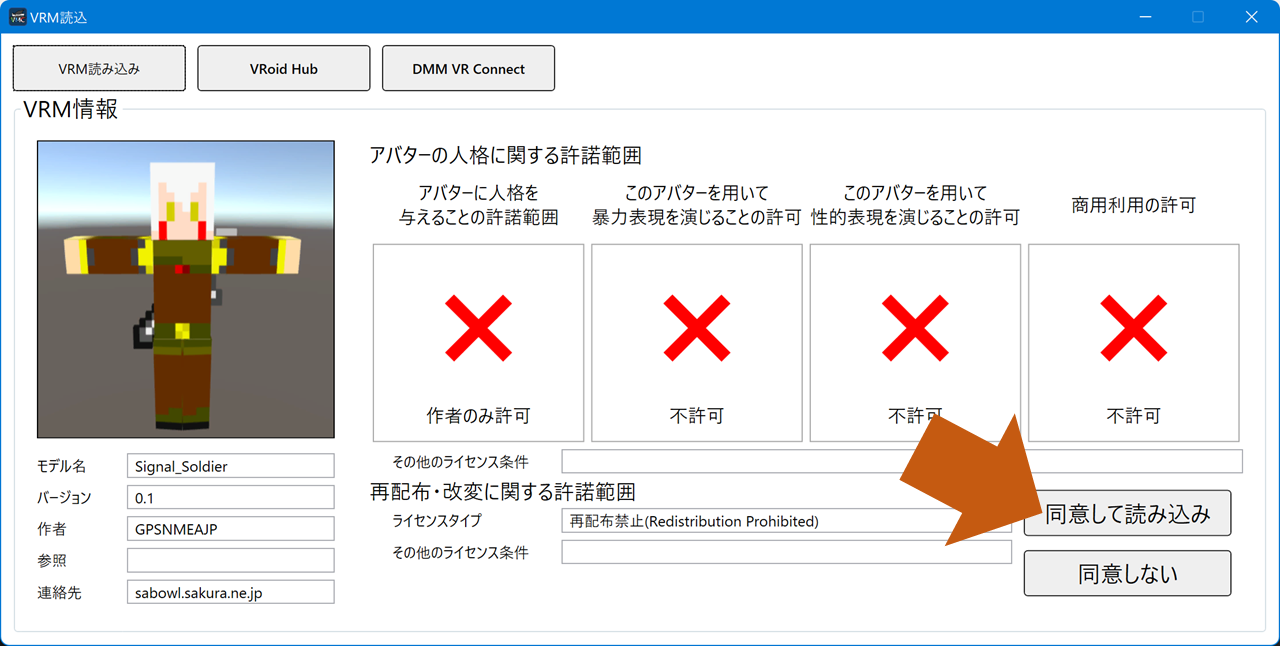 VRM読込
VRM読み込み
VRoid Hub
DMM VR Connect
VRM情報
アバターの人格に関する許諾範囲
アバターに人格を
与えることの許諾範囲
このアバターを用いて
暴力表現を演じることの許可
このアバターを用いて
性的表現を演じることの許可
商用利用の許可
作者のみ許可
不許可
不許可
不許可
その他のライセンス条件
再配布・改変に関する許諾範囲
ライセンスタイプ
再配布禁止(Redistribution Prohibited)
その他のライセンス条件
モデル名
Signal_Soldier
バージョン
0.1
作者
GPSNMEAJP
参照
連絡先
sabowl.sakura.ne.jp
同意して読み込み
同意しない